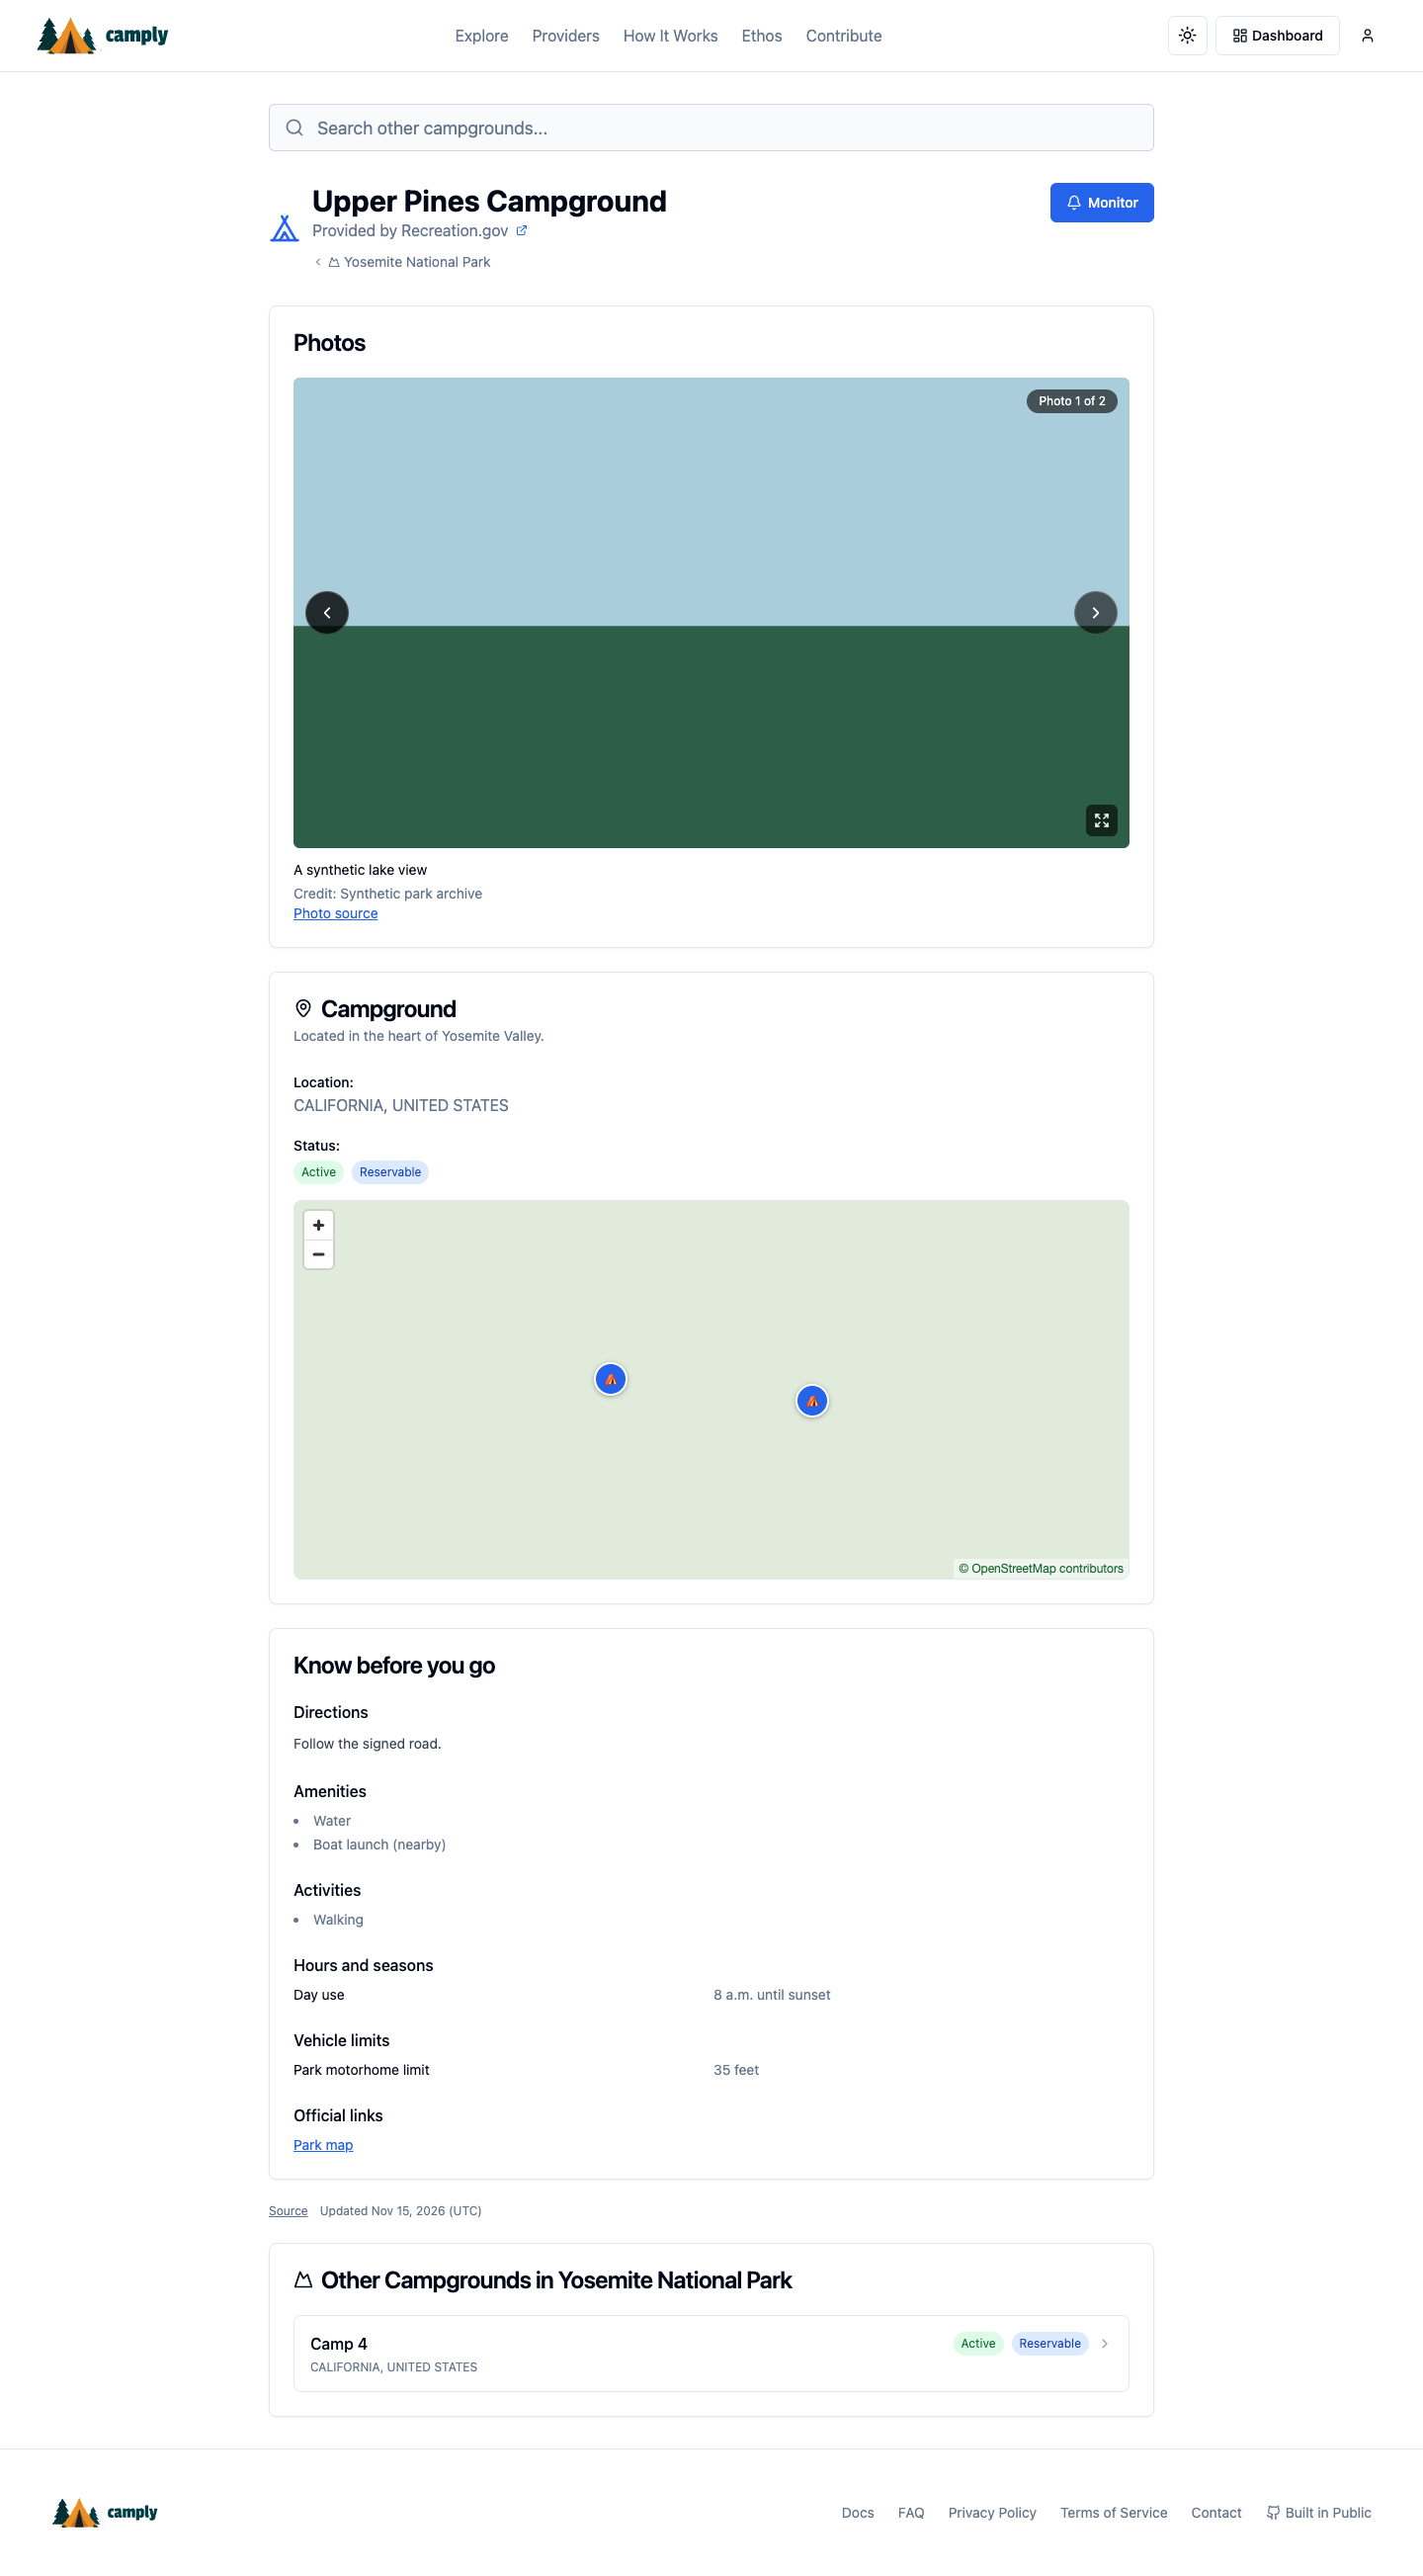 camply
Explore Providers How It Works Ethos Contribute
Dashboard
Search other campgrounds...
Upper Pines Campground
Monitor
Provided by Recreation.gov
Yosemite National Park
Photos
Photo 1 of 2
A synthetic lake view
Credit: Synthetic park archive
Photo source
Campground
Located in the heart of Yosemite Valley.
Location:
CALIFORNIA, UNITED STATES
Status:
Active Reservable
© OpenStreetMap contributors
Know before you go
Directions
Follow the signed road.
Amenities
• Water
• Boat launch (nearby)
Activities
• Walking
Hours and seasons
Day use 8 a.m. until sunset
Vehicle limits
Park motorhome limit 35 feet
Official links
Park map
Source Updated Nov 15, 2026 (UTC)
Other Campgrounds in Yosemite National Park
Camp 4 Active Reservable
CALIFORNIA, UNITED STATES
camply
Docs FAQ Privacy Policy Terms of Service Contact Built in Public